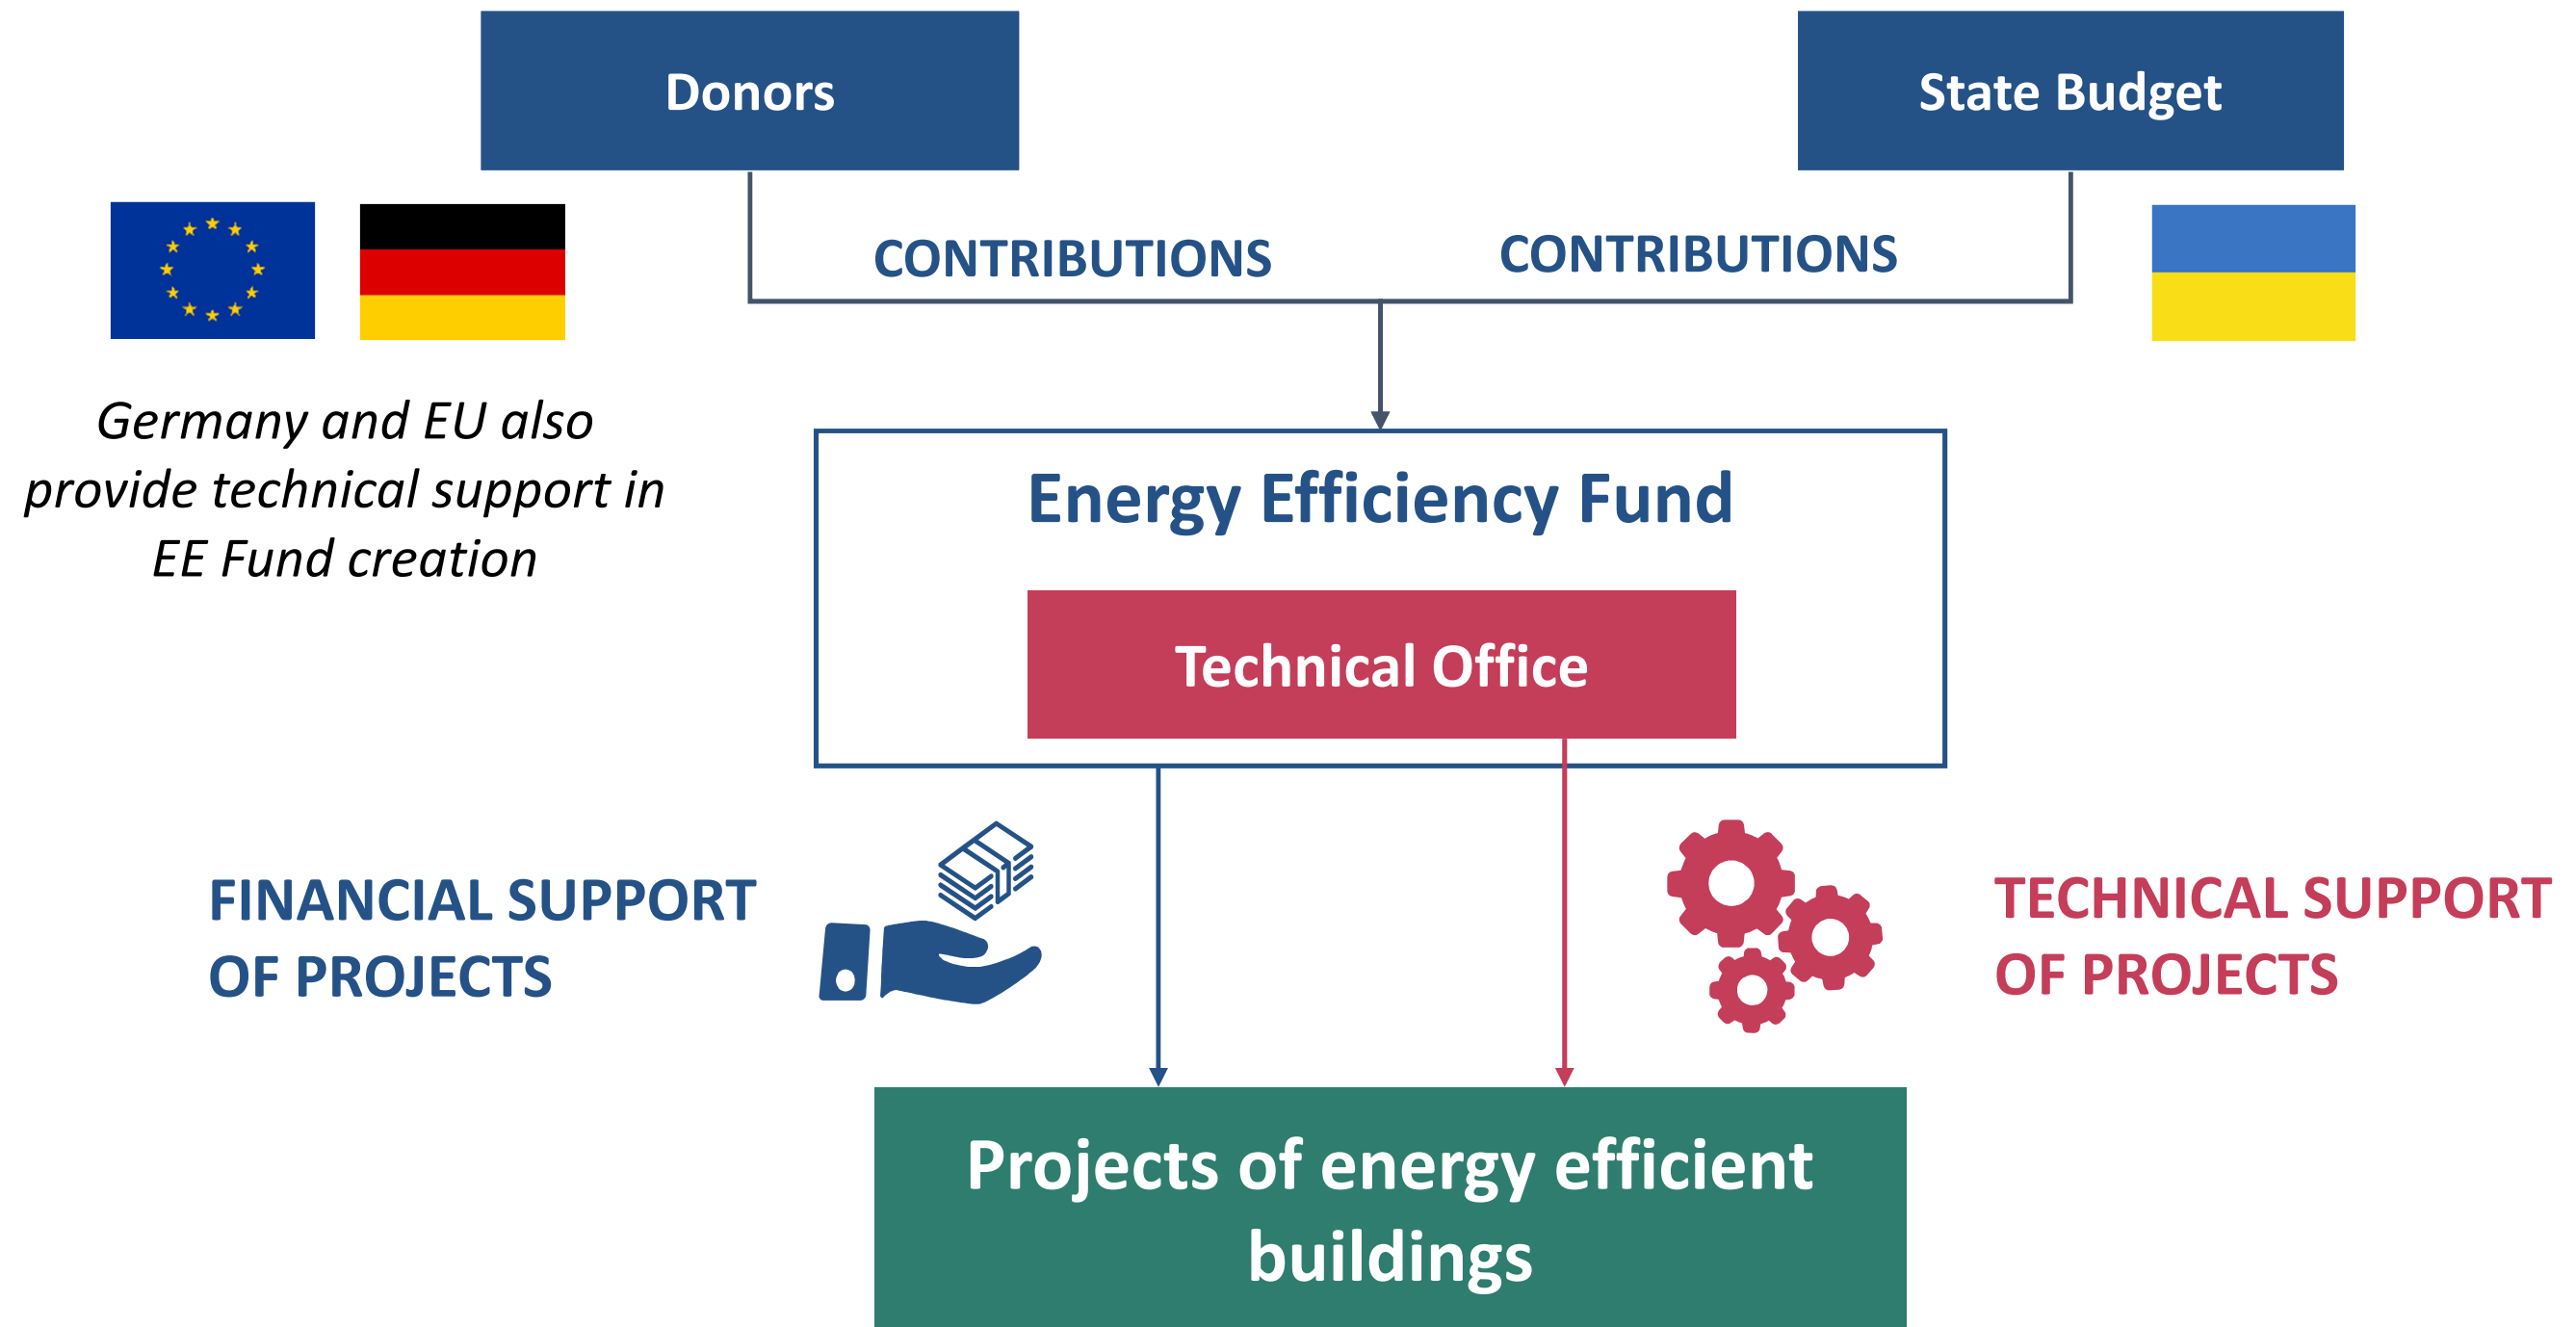 Donors
State Budget
CONTRIBUTIONS
CONTRIBUTIONS
Germany and EU also
provide technical support in
EE Fund creation
Energy Efficiency Fund
Technical Office
FINANCIAL SUPPORT
OF PROJECTS
TECHNICAL SUPPORT
OF PROJECTS
Projects of energy efficient
buildings